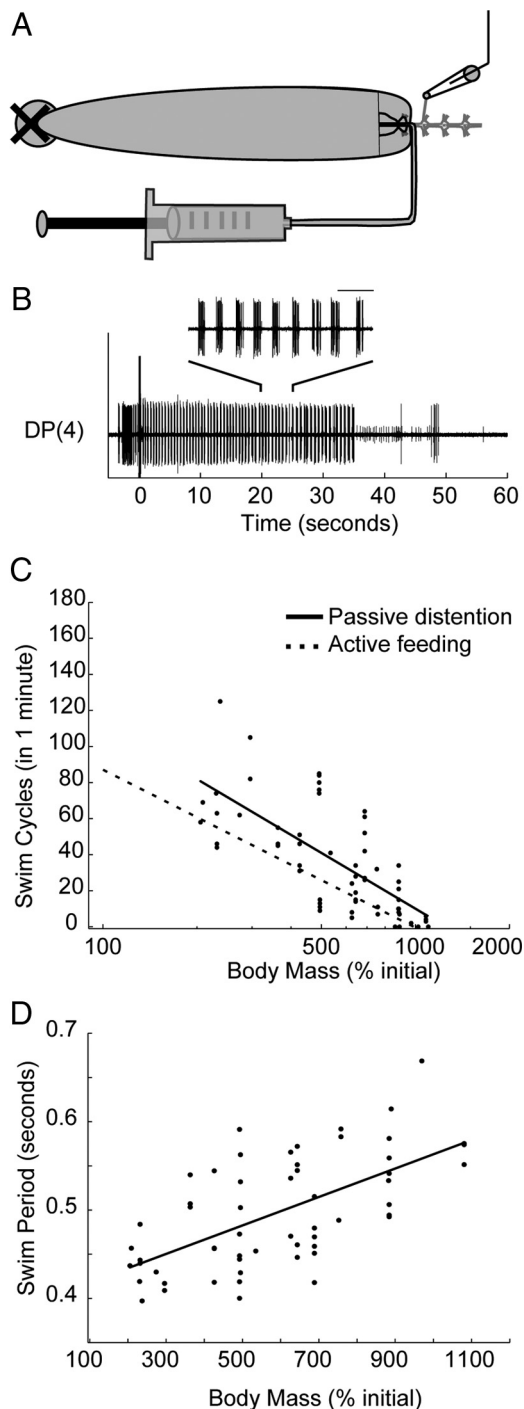 A
B
DP(4)
0 10 20 30 40 50 60
Time (seconds)
C
180
160
140
120
100
80
60
40
20
0
Swim Cycles (in 1 minute)
Passive distention
Active feeding
100 500 1000 2000
Body Mass (% initial)
D
0.7
0.6
0.5
0.4
Swim Period (seconds)
100 300 500 700 900 1100
Body Mass (% initial)